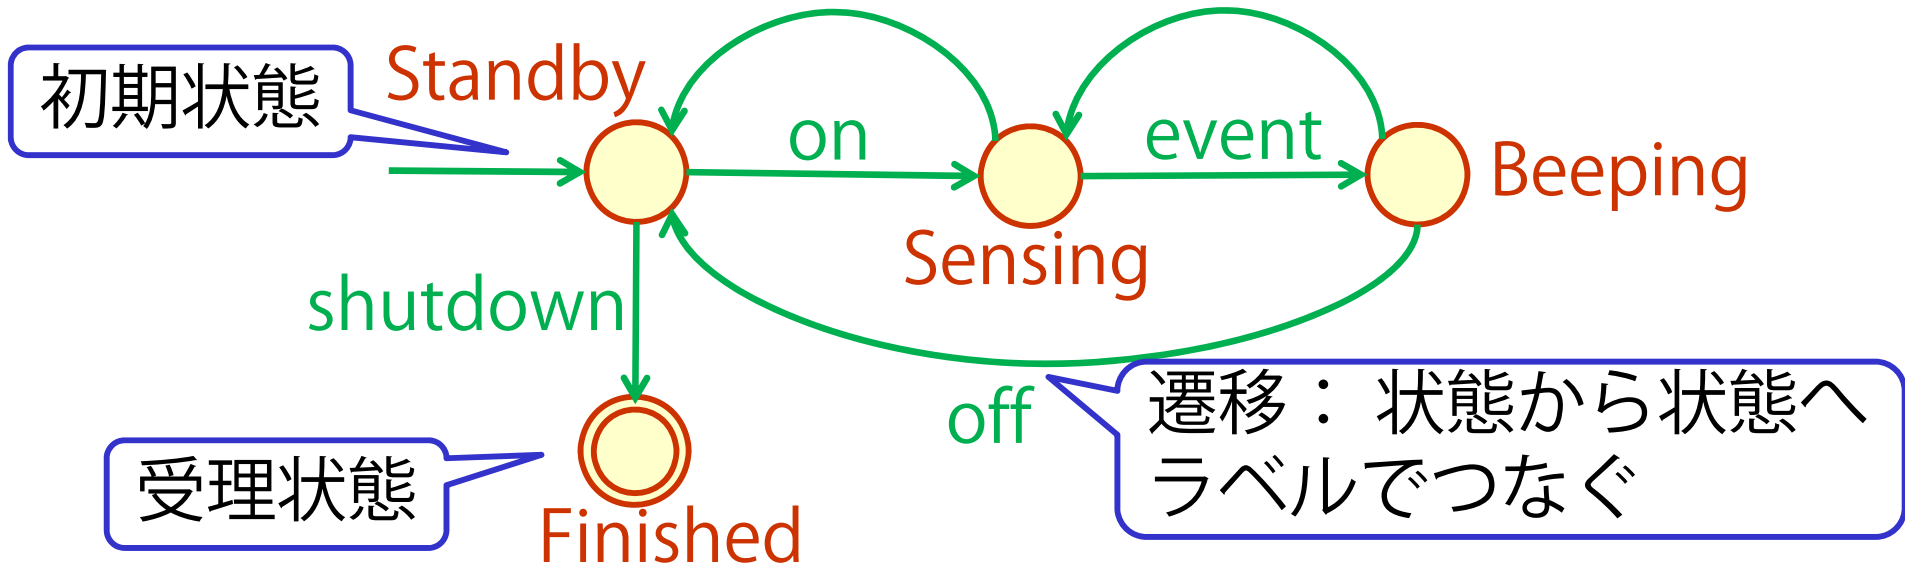 初期状態
Standby
on
event
Beeping
Sensing
shutdown
off
遷移： 状態から状態へ
ラベルでつなぐ
受理状態
Finished